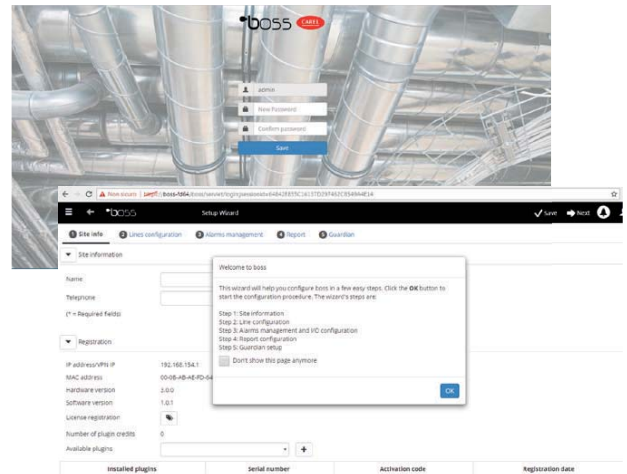 boss CAREL
admin
New Password
Confirm password
Save
boss
Setup Wizard
Save
Next
1 Site info
2 Lines configuration
3 Alarms management
4 Report
5 Guardian
Site information
Name
Telephone
(* = Required fields)
Registration
IP address/VPN IP 192.168.154.1
MAC address
Hardware version 3.0.0
Software version 1.0.1
License registration
Number of plugin credits 0
Available plugins
Installed plugins
Serial number
Activation code
Registration date
Welcome to boss
This wizard will help you configure boss in a few easy steps. Click the OK button to
start the configuration procedure. The wizard's steps are:
Step 1: Site information
Step 2: Line configuration
Step 3: Alarms management and I/O configuration
Step 4: Report configuration
Step 5: Guardian setup
Don't show this page anymore
OK